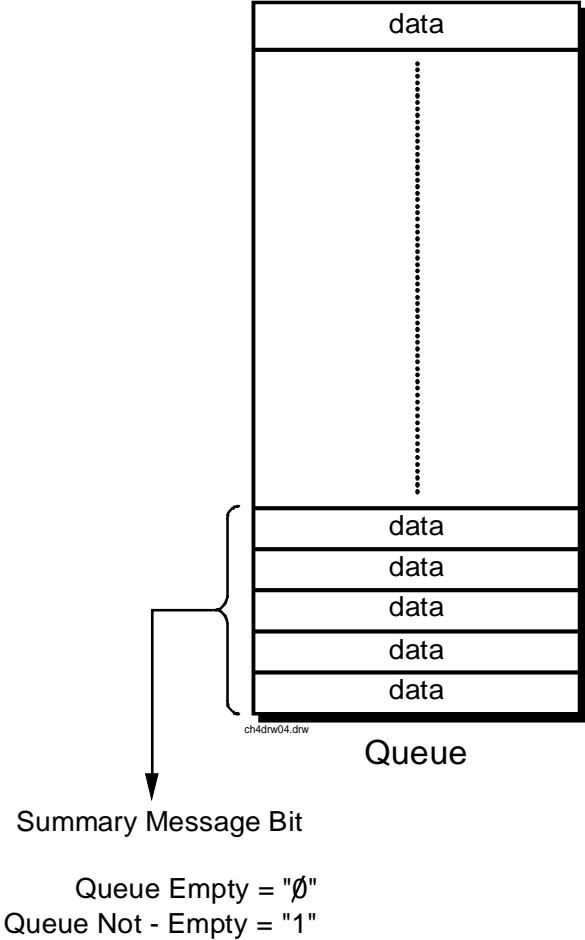 data
data
data
data
data
data
ch4drw04.drw
Queue
Summary Message Bit
Queue Empty = "Ø"
Queue Not - Empty = "1"